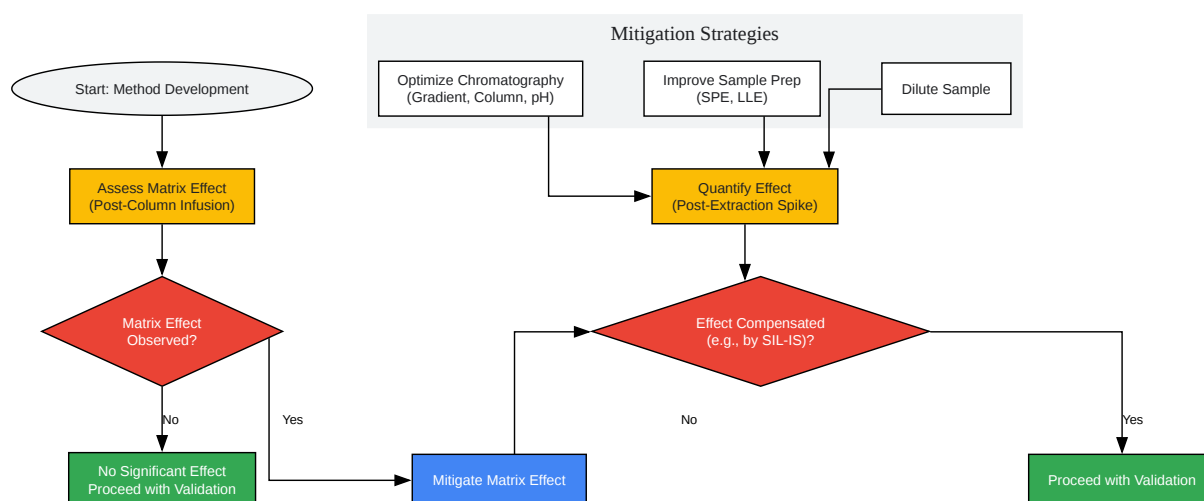 Mitigation Strategies
Start: Method Development
Optimize Chromatography
(Gradient, Column, pH)
Improve Sample Prep
(SPE, LLE)
Dilute Sample
Assess Matrix Effect
(Post-Column Infusion)
Quantify Effect
(Post-Extraction Spike)
Matrix Effect
Observed?
Effect Compensated
(e.g., by SIL-IS)?
No
Yes
No
Yes
No Significant Effect
Proceed with Validation
Mitigate Matrix Effect
Proceed with Validation